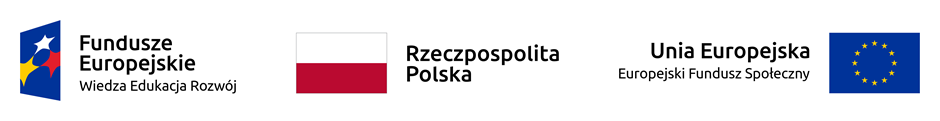 Fundusze
Europejskie
Wiedza Edukacja Rozwój
Rzeczpospolita
Polska
Unia Europejska
Europejski Fundusz Społeczny